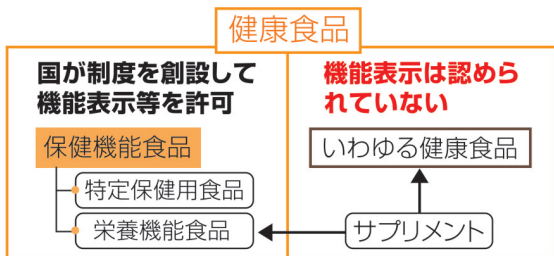 健康食品
国が制度を創設して
機能表示等を許可
保健機能食品
特定保健用食品
栄養機能食品
機能表示は認めら
れていない
いわゆる健康食品
サプリメント